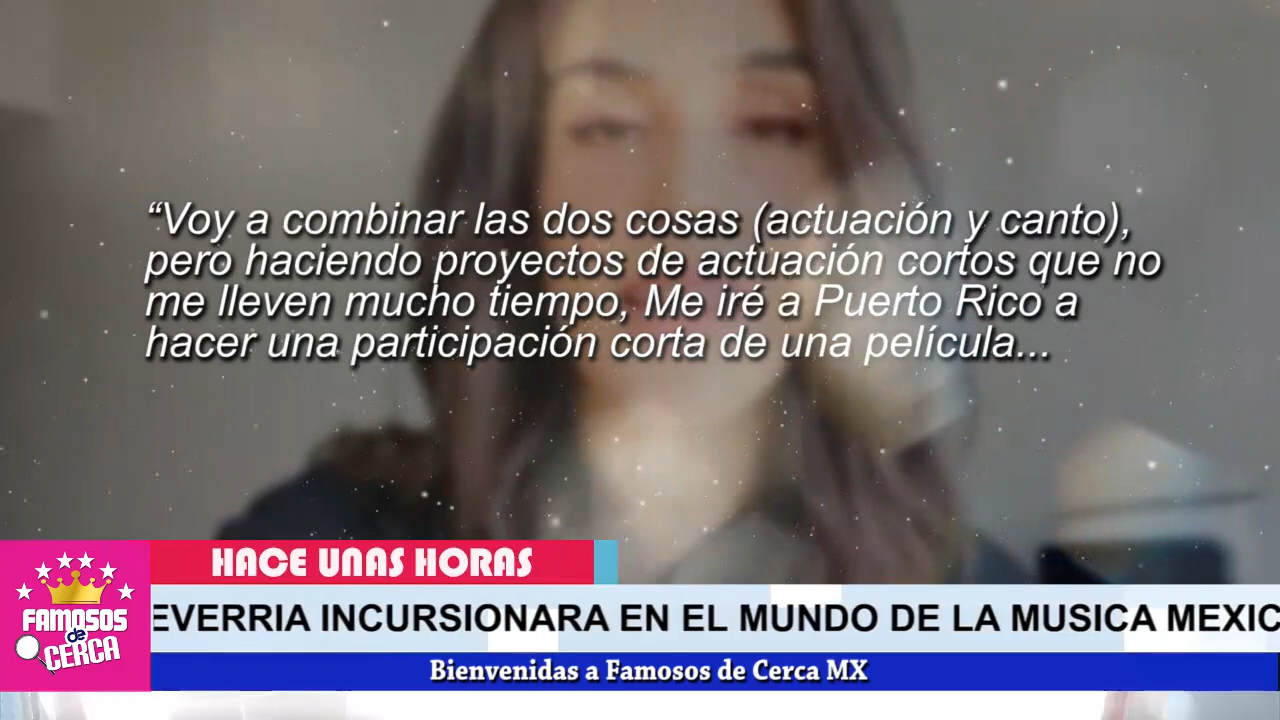 “Voy a combinar las dos cosas (actuación y canto),
pero haciendo proyectos de actuación cortos que no
me lleven mucho tiempo, Me iré a Puerto Rico a
hacer una participación corta de una película...
HACE UNAS HORAS
FAMOSOS
de
CERCA
EVERRIA INCURSIONARA EN EL MUNDO DE LA MUSICA MEXIC
Bienvenidas a Famosos de Cerca MX